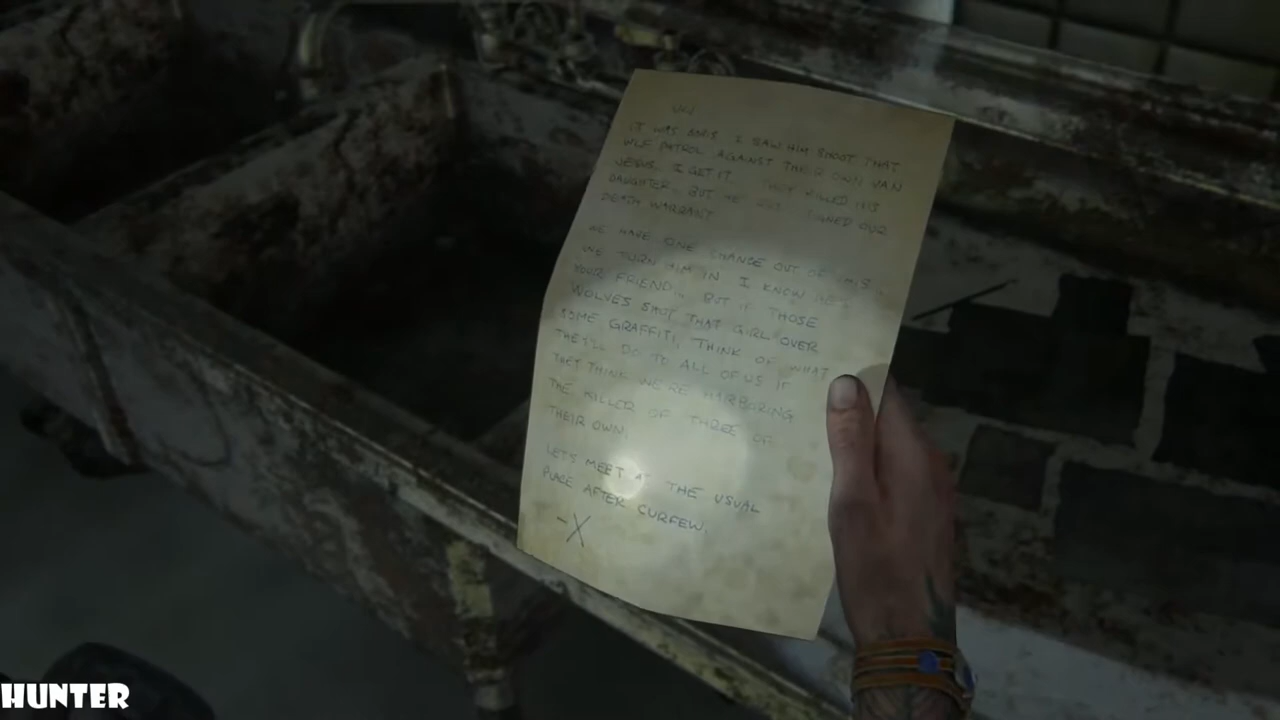 IT WAS BORIS. I SAW HIM SHOOT THAT
WLF PATROL AGAINST THEIR OWN VAN
JESUS. I GET IT. THEY KILLED HIS
DAUGHTER. BUT HE SIGNED OUR
DEATH WARRANT
WE HAVE ONE CHANCE OUT OF THIS.
WE TURN HIM IN. I KNOW HE'S
YOUR FRIEND.. BUT IF THOSE
WOLVES SHOT THAT GIRL OVER
SOME GRAFFITI, THINK OF WHAT
THEY'LL DO TO ALL OF US IF
THEY THINK WE'RE HARBORING
THE KILLER OF THREE OF
THEIR OWN.
LET'S MEET AT THE USUAL
PLACE AFTER CURFEW.
-X
HUNTER